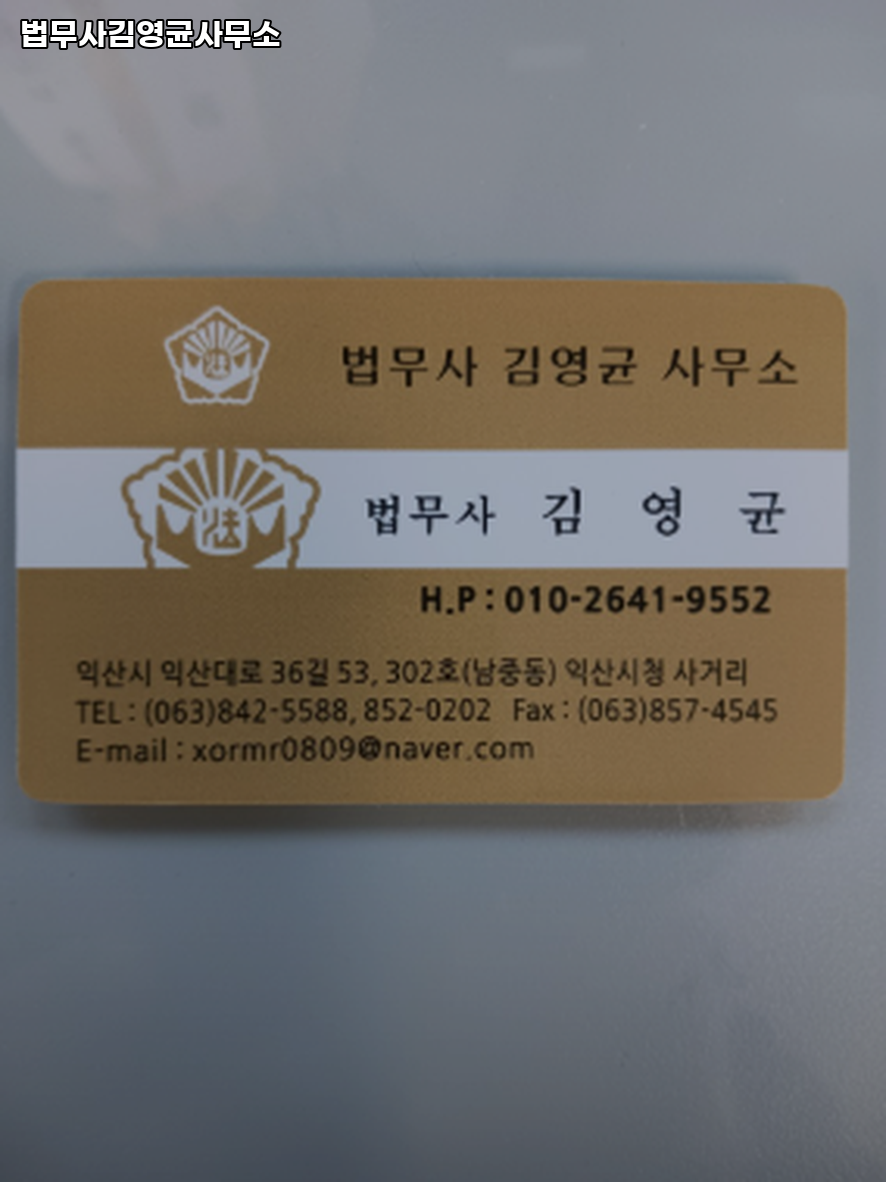 법무사김영균사무소
법무사 김영균 사무소
법무사 김 영 균
H.P : 010-2641-9552
익산시 익산대로 36길 53, 302호(남중동) 익산시청 사거리
TEL : (063)842-5588, 852-0202 Fax : (063)857-4545
E-mail : xormr0809@naver.com